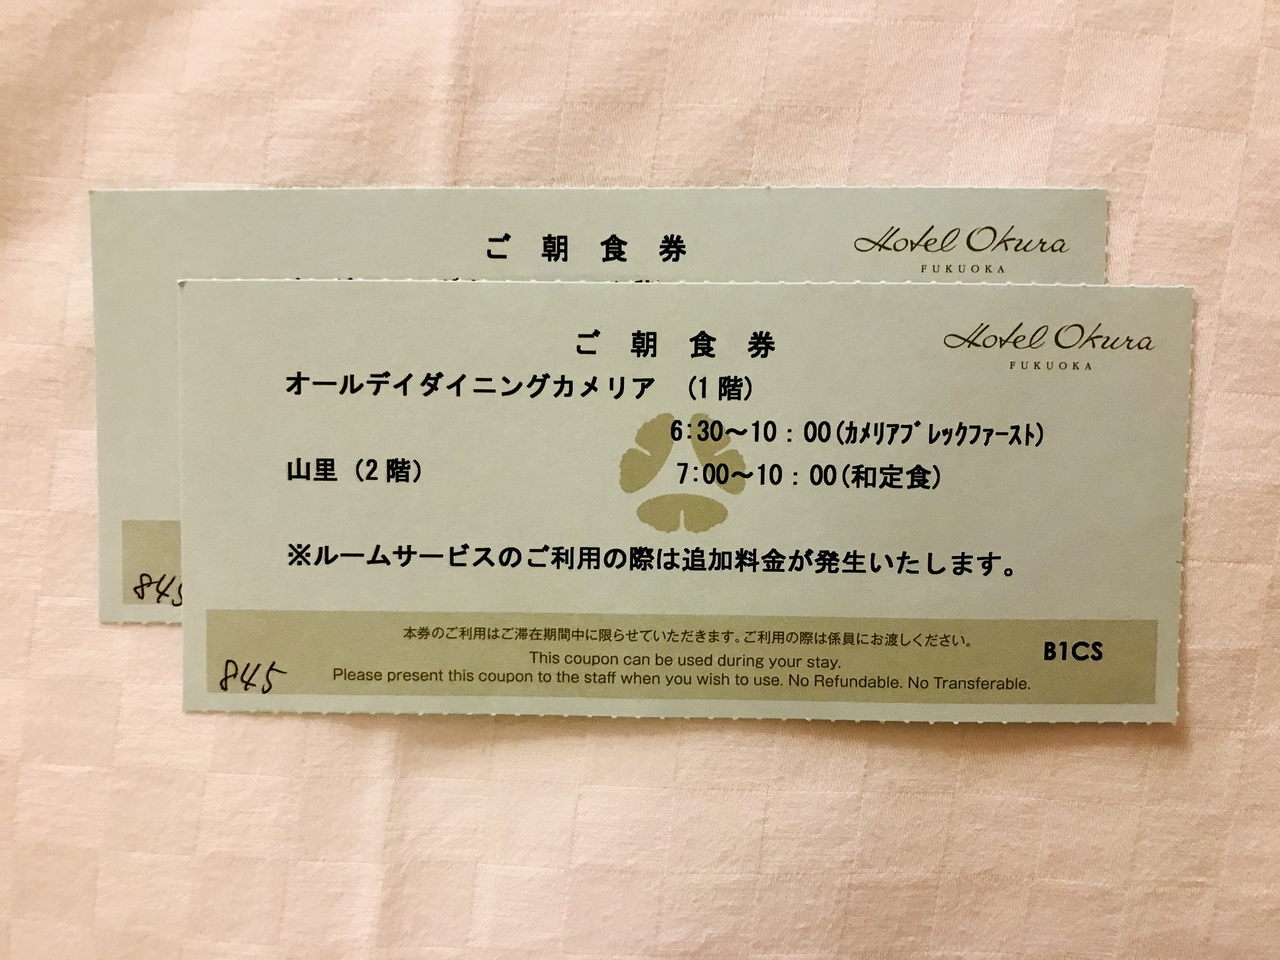 ご朝食券
Hotel Okura
FUKUOKA
845
ご朝食券
Hotel Okura
FUKUOKA
オールデイダイニングカメリア (1階)
6:30～10：00(ｶﾒﾘｱﾌﾞﾚｯｸﾌｧｰｽﾄ)
山里 (2階) 7:00～10：00(和定食)
※ルームサービスのご利用の際は追加料金が発生いたします。
本券のご利用はご滞在期間中に限らせていただきます。ご利用の際は係員にお渡しください。
This coupon can be used during your stay.
Please present this coupon to the staff when you wish to use. No Refundable. No Transferable.
B1CS
845